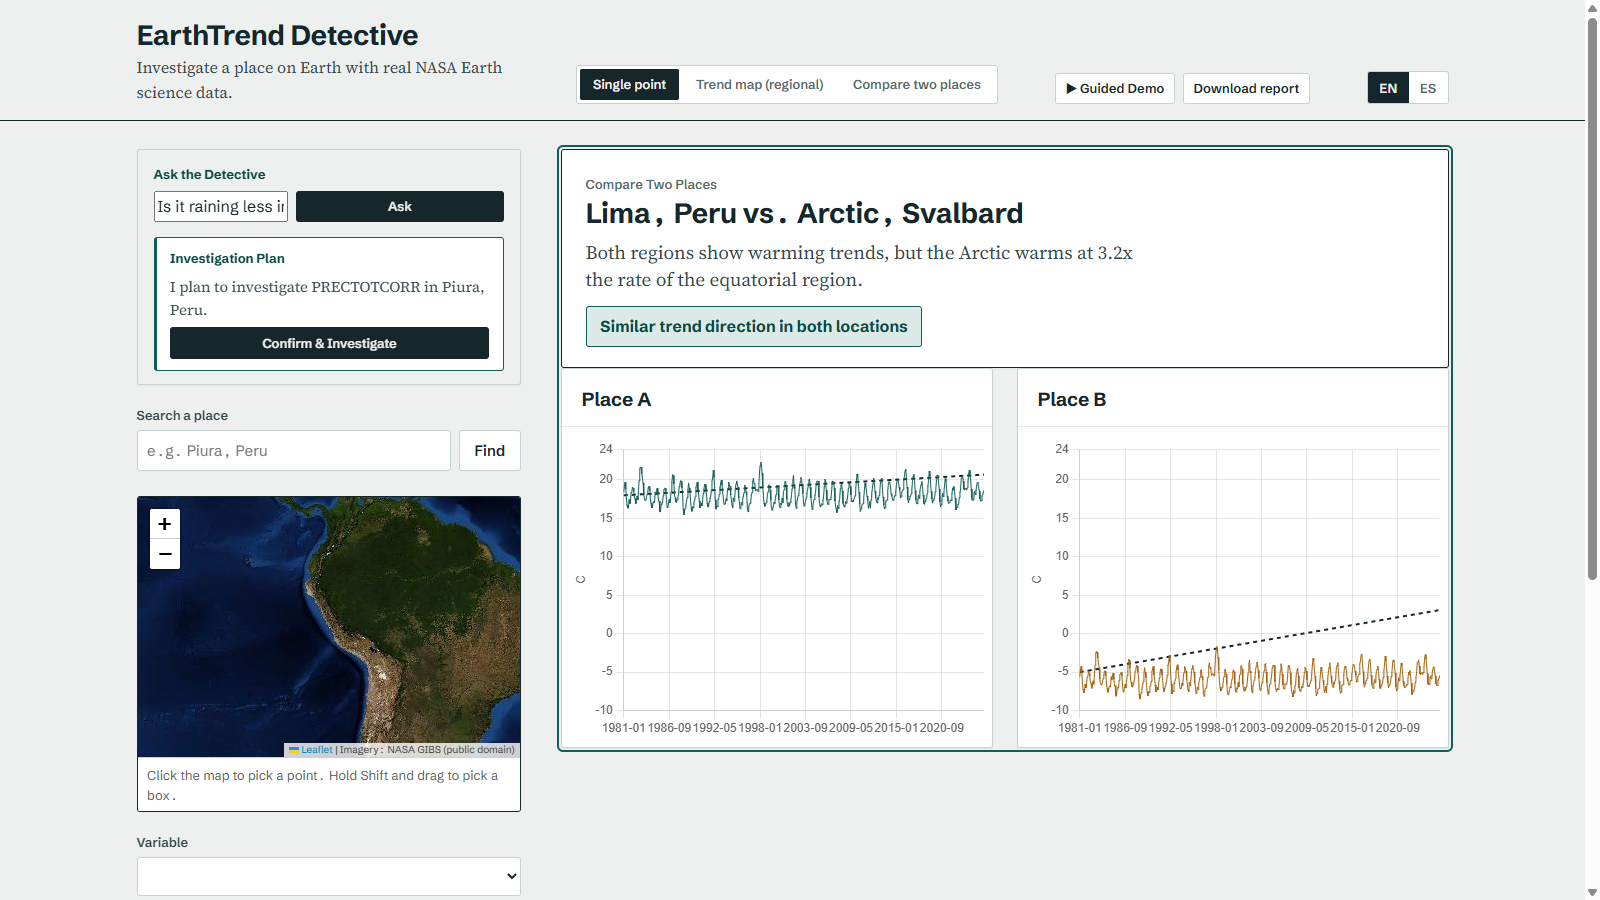 EarthTrend Detective
Investigate a place on Earth with real NASA Earth
science data.
Single point
Trend map (regional)
Compare two places
▶ Guided Demo
Download report
EN
ES
Ask the Detective
Is it raining less in
Ask
Investigation Plan
I plan to investigate PRECTOTCORR in Piura,
Peru.
Confirm & Investigate
Search a place
e.g. Piura, Peru
Find
+
−
Leaflet | Imagery: NASA GIBS (public domain)
Click the map to pick a point. Hold Shift and drag to pick a
box.
Variable
Compare Two Places
Lima, Peru vs. Arctic, Svalbard
Both regions show warming trends, but the Arctic warms at 3.2x
the rate of the equatorial region.
Similar trend direction in both locations
Place A
24
20
15
10
5
0
-5
-10
C
1981-01 1986-09 1992-05 1998-01 2003-09 2009-05 2015-01 2020-09
Place B
24
20
15
10
5
0
-5
-10
C
1981-01 1986-09 1992-05 1998-01 2003-09 2009-05 2015-01 2020-09